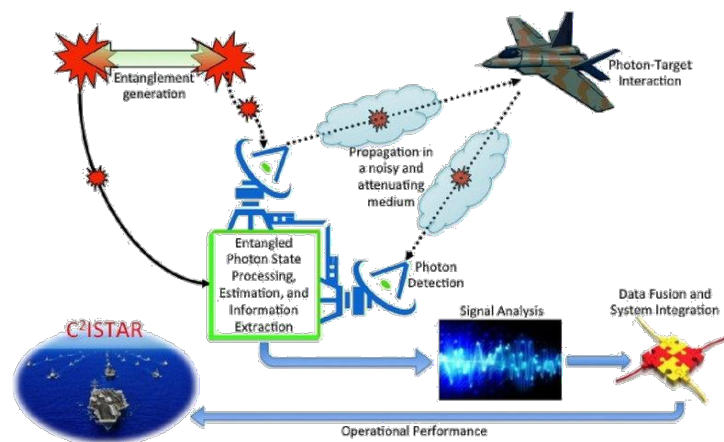 Entanglement
generation
Photon-Target
Interaction
Propagation in
a noisy and
attenuating
medium
Entangled
Photon State
Processing,
Estimation, and
Information
Extraction
Photon
Detection
Signal Analysis
Data Fusion and
System Integration
C²ISTAR
Operational Performance